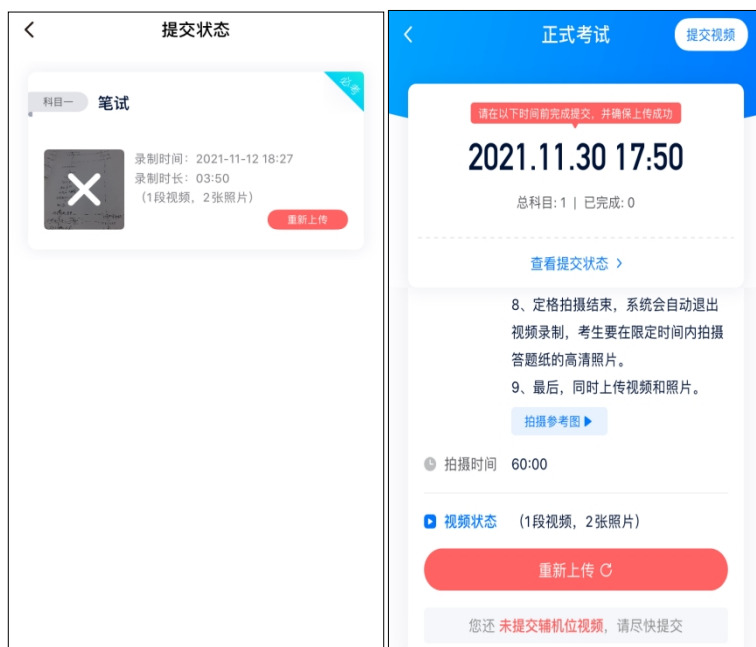 提交状态
科目一
笔试
必考
录制时间：2021-11-12 18:27
录制时长：03:50
（1段视频，2张照片）
重新上传
正式考试
提交视频
请在以下时间前完成提交，并确保上传成功
2021.11.30 17:50
总科目: 1 | 已完成: 0
查看提交状态 >
8、定格拍摄结束，系统会自动退出
视频录制，考生要在限定时间内拍摄
答题纸的高清照片。
9、最后，同时上传视频和照片。
拍摄参考图▶
拍摄时间 60:00
视频状态 （1段视频，2张照片）
重新上传
您还 未提交辅机位视频，请尽快提交